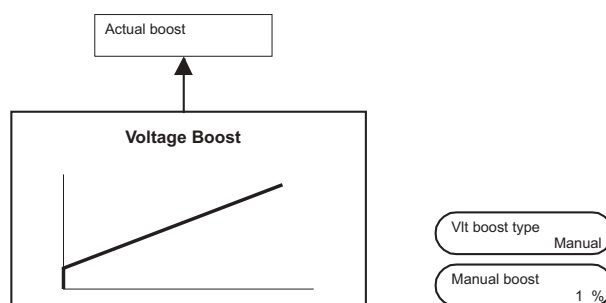 Actual boost
Voltage Boost
Vlt boost type
Manual
Manual boost
1 %